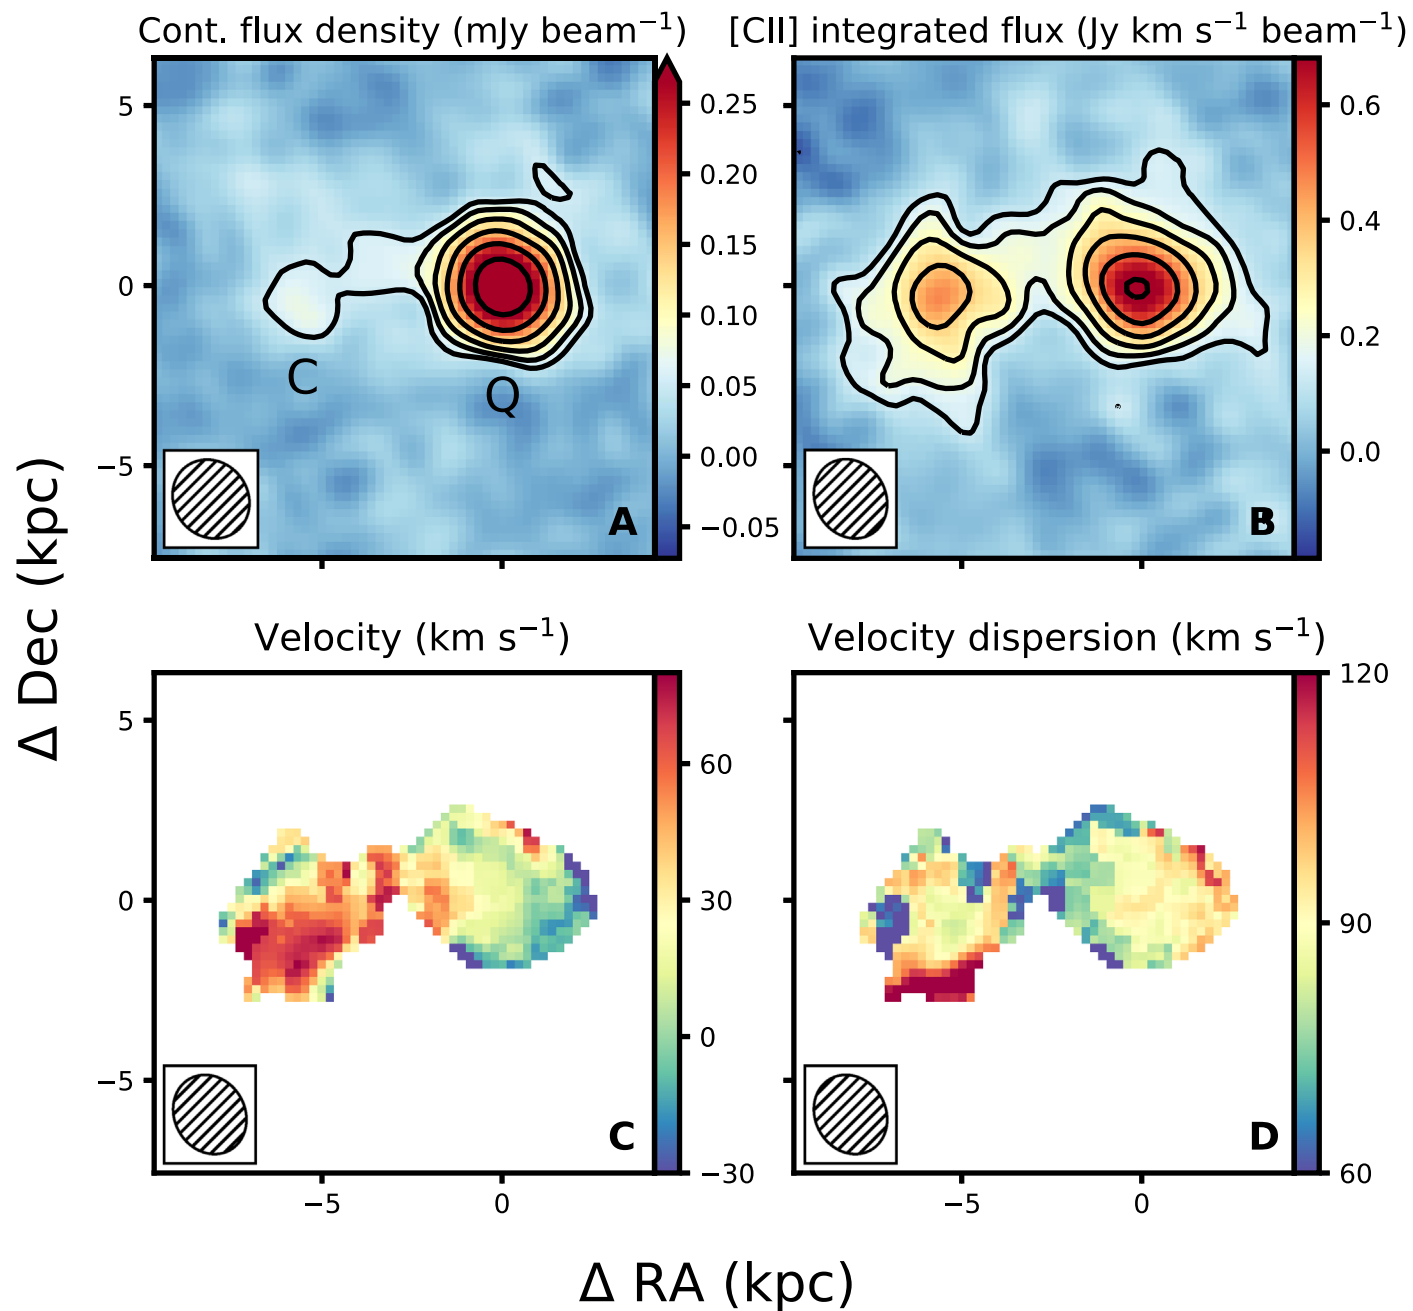 Cont. flux density (mJy beam⁻¹)
[CII] integrated flux (Jy km s⁻¹ beam⁻¹)
5
0
−5
C
Q
A
0.25
0.20
0.15
0.10
0.05
0.00
−0.05
B
0.6
0.4
0.2
0.0
Δ Dec (kpc)
Velocity (km s⁻¹)
Velocity dispersion (km s⁻¹)
5
0
−5
−5
0
C
60
30
0
−30
−5
0
D
120
90
60
Δ RA (kpc)